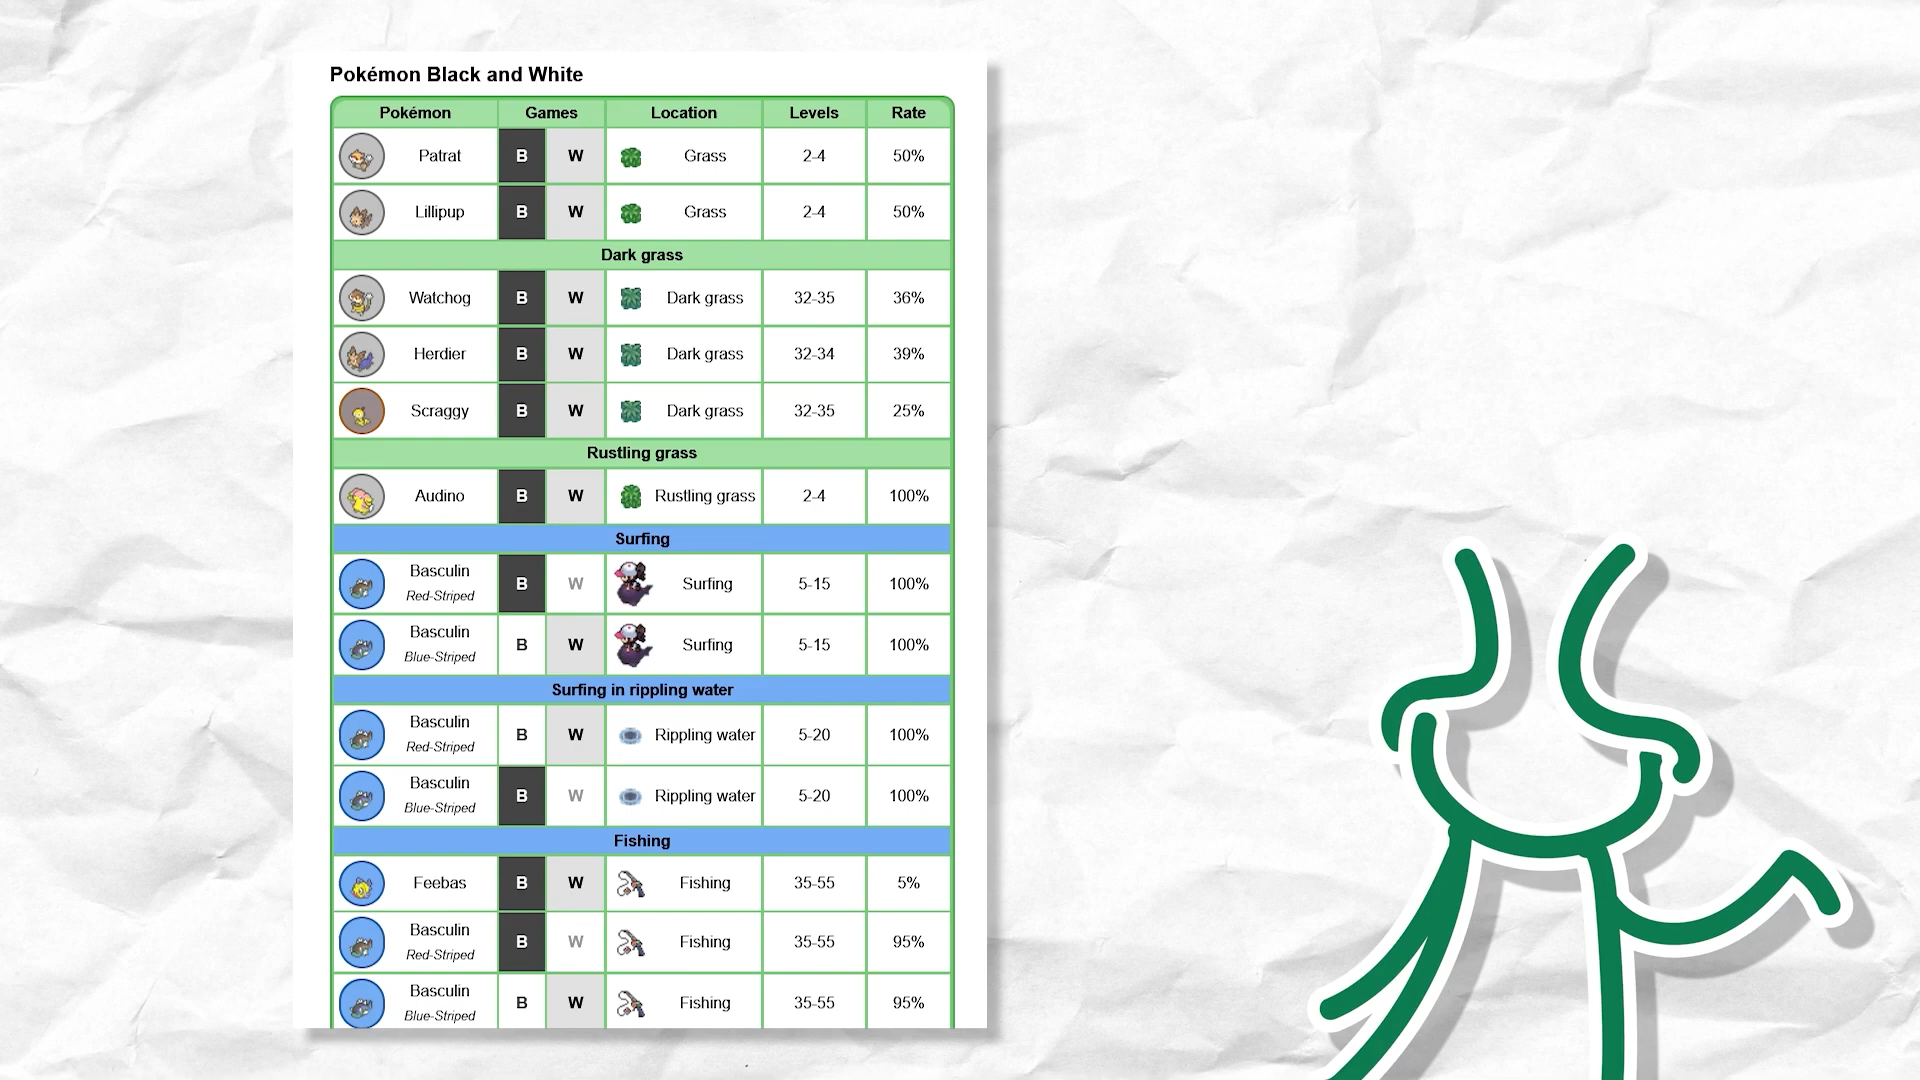 Pokémon Black and White
Pokémon Games Location Levels Rate
Patrat B W Grass 2-4 50%
Lillipup B W Grass 2-4 50%
Dark grass
Watchog B W Dark grass 32-35 36%
Herdier B W Dark grass 32-34 39%
Scraggy B W Dark grass 32-35 25%
Rustling grass
Audino B W Rustling grass 2-4 100%
Surfing
Basculin
Red-Striped B W Surfing 5-15 100%
Basculin
Blue-Striped B W Surfing 5-15 100%
Surfing in rippling water
Basculin
Red-Striped B W Rippling water 5-20 100%
Basculin
Blue-Striped B W Rippling water 5-20 100%
Fishing
Feebas B W Fishing 35-55 5%
Basculin
Red-Striped B W Fishing 35-55 95%
Basculin
Blue-Striped B W Fishing 35-55 95%